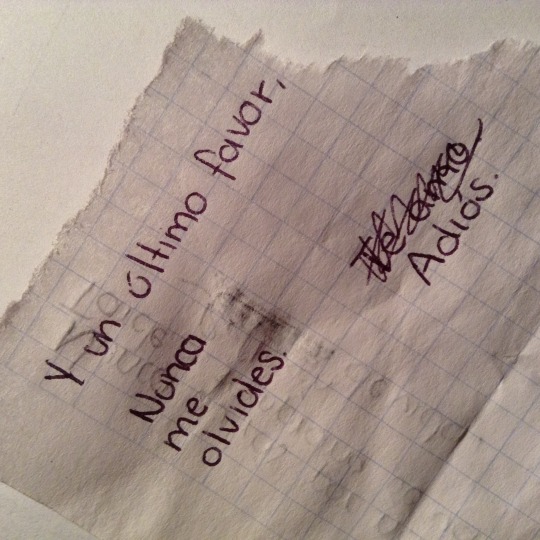 Y un último favor,
Nunca
me
olvides.
Adiós.